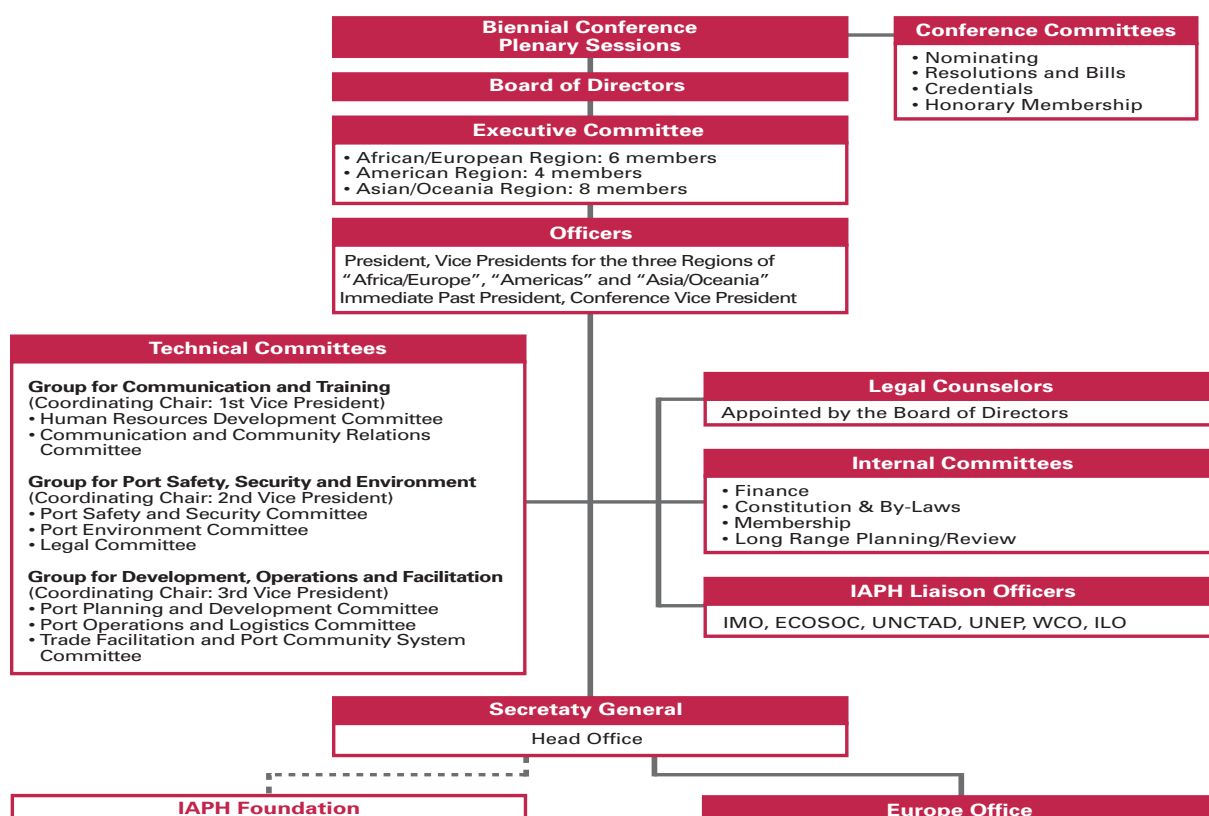 Biennial Conference
Plenary Sessions
Conference Committees
• Nominating
• Resolutions and Bills
• Credentials
• Honorary Membership
Board of Directors
Executive Committee
• African/European Region: 6 members
• American Region: 4 members
• Asian/Oceania Region: 8 members
Officers
President, Vice Presidents for the three Regions of
“Africa/Europe”, “Americas” and “Asia/Oceania”
Immediate Past President, Conference Vice President
Technical Committees
Group for Communication and Training
(Coordinating Chair: 1st Vice President)
• Human Resources Development Committee
• Communication and Community Relations
Committee
Group for Port Safety, Security and Environment
(Coordinating Chair: 2nd Vice President)
• Port Safety and Security Committee
• Port Environment Committee
• Legal Committee
Group for Development, Operations and Facilitation
(Coordinating Chair: 3rd Vice President)
• Port Planning and Development Committee
• Port Operations and Logistics Committee
• Trade Facilitation and Port Community System
Committee
Legal Counselors
Appointed by the Board of Directors
Internal Committees
• Finance
• Constitution & By-Laws
• Membership
• Long Range Planning/Review
IAPH Liaison Officers
IMO, ECOSOC, UNCTAD, UNEP, WCO, ILO
Secretaty General
Head Office
IAPH Foundation
Europe Office